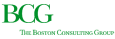 BCG
THE BOSTON CONSULTING GROUP